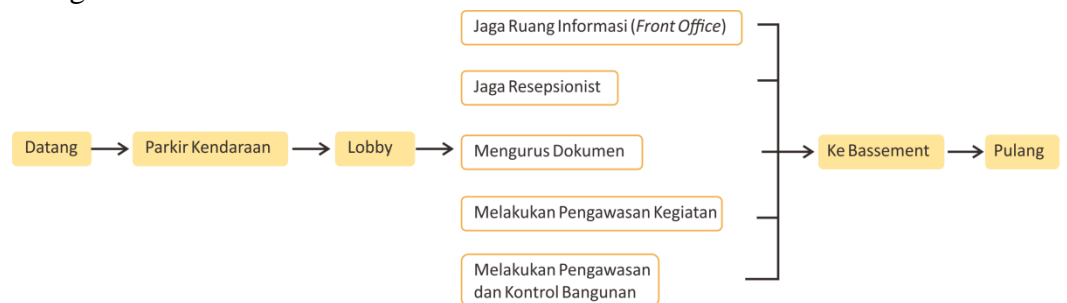 Jaga Ruang Informasi (Front Office)
Jaga Resepsionist
Datang
Parkir Kendaraan
Lobby
Mengurus Dokumen
Ke Bassement
Pulang
Melakukan Pengawasan Kegiatan
Melakukan Pengawasan
dan Kontrol Bangunan